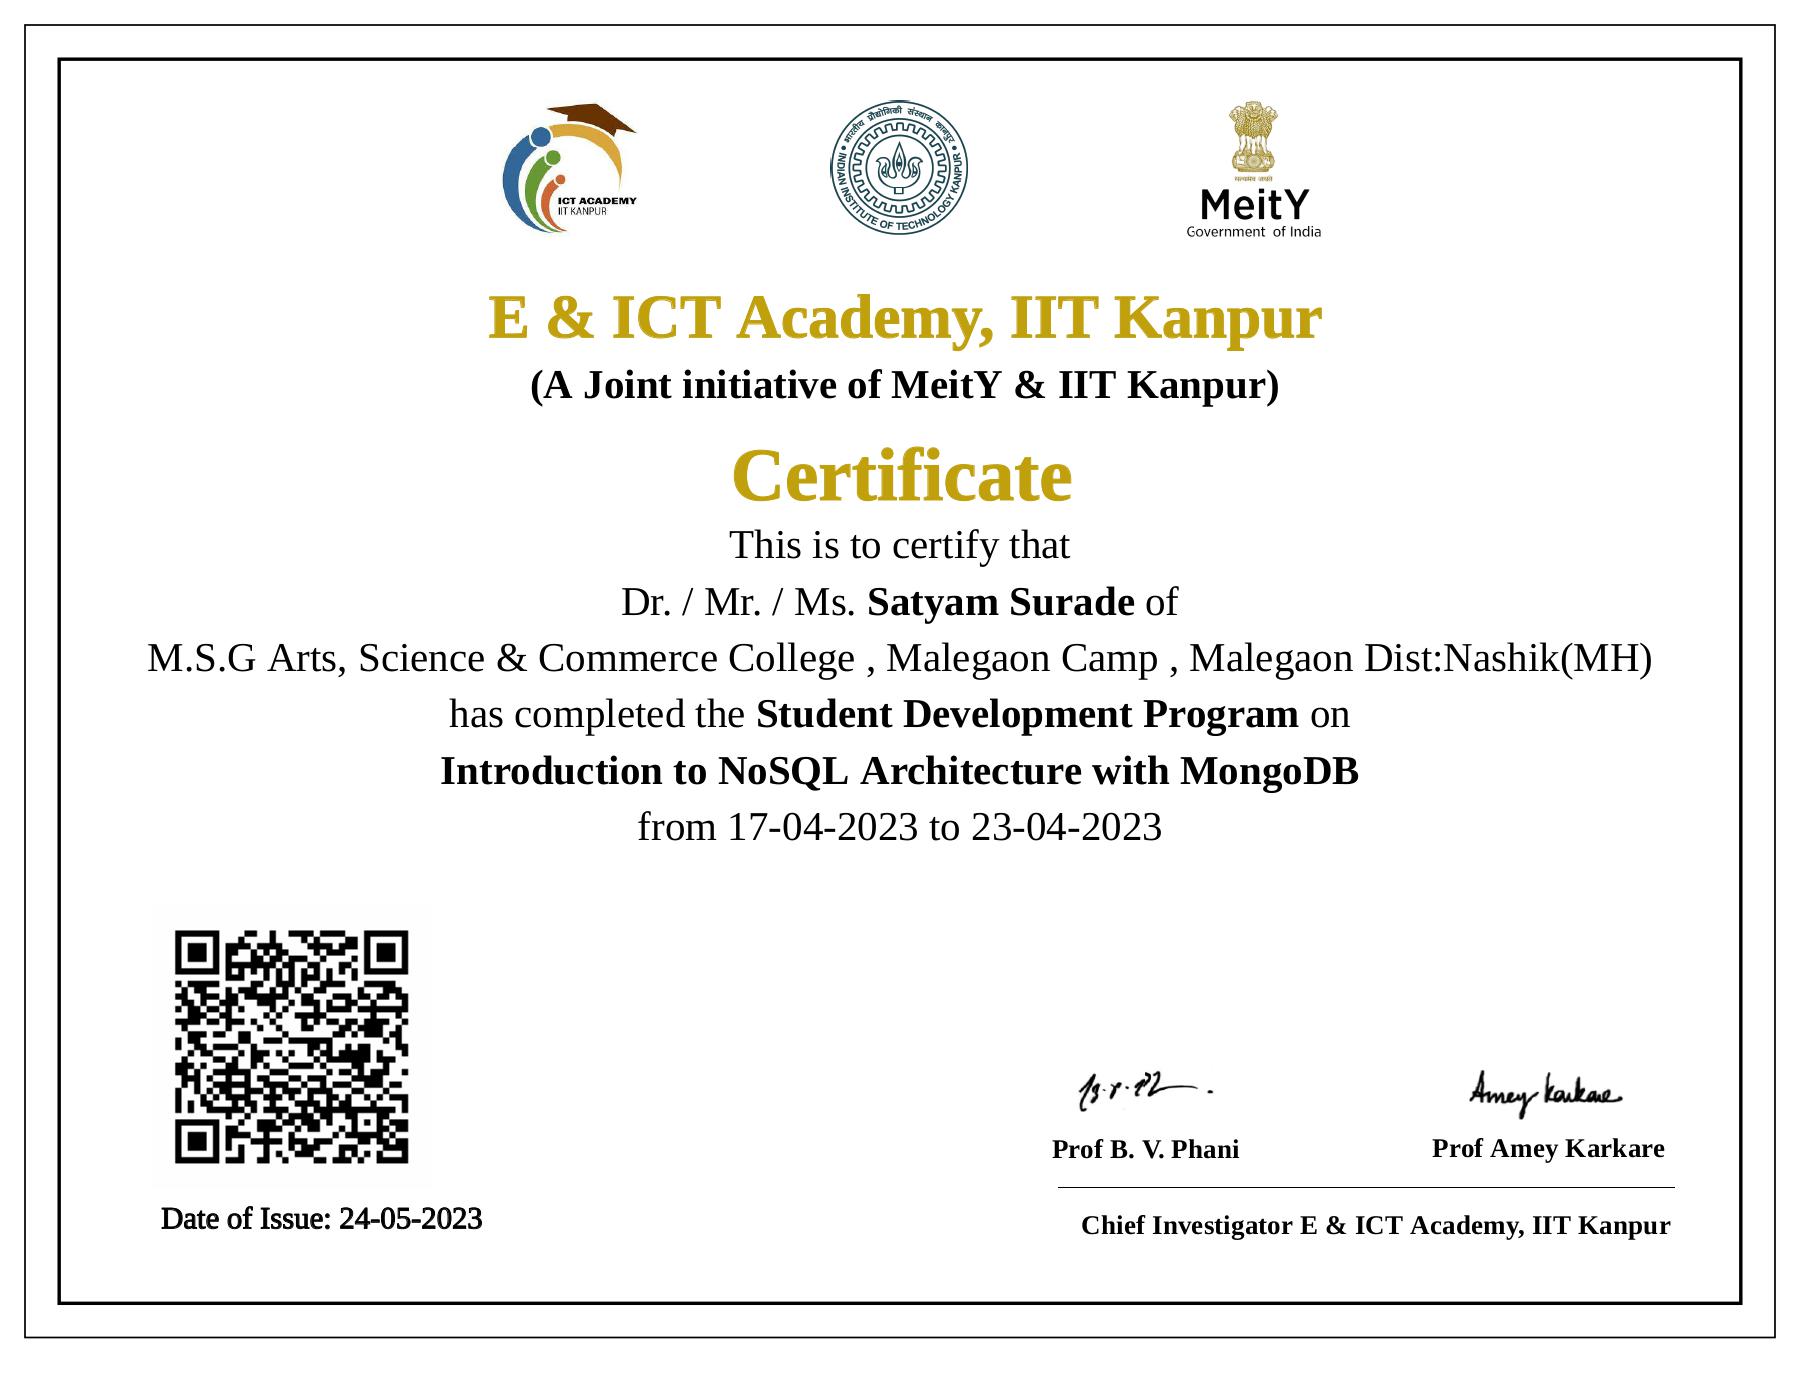 ICT ACADEMY
IIT KANPUR
भारतीय प्रौद्योगिकी संस्थान कानपुर
INDIAN INSTITUTE OF TECHNOLOGY KANPUR
सत्यमेव जयते
MeitY
Government of India
E & ICT Academy, IIT Kanpur
(A Joint initiative of MeitY & IIT Kanpur)
Certificate
This is to certify that
Dr. / Mr. / Ms. Satyam Surade of
M.S.G Arts, Science & Commerce College , Malegaon Camp , Malegaon Dist:Nashik(MH)
has completed the Student Development Program on
Introduction to NoSQL Architecture with MongoDB
from 17-04-2023 to 23-04-2023
Amey Karkare
Prof B. V. Phani
Prof Amey Karkare
Date of Issue: 24-05-2023
Chief Investigator E & ICT Academy, IIT Kanpur